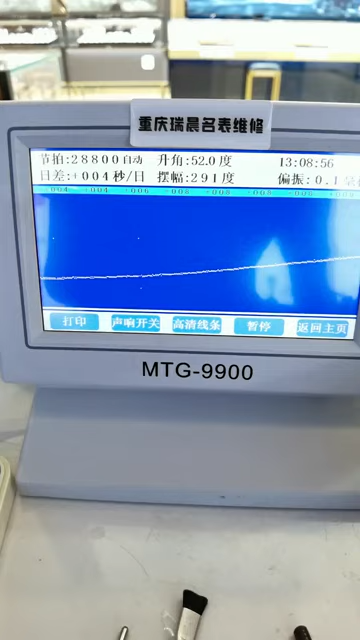 重庆瑞晨名表维修
节拍:28800自动 升角:52.0度 13:08:56
日差:+004秒/日 摆幅:291度 偏振:0.1
打印 声响开关 高清线条 暂停 返回主页
MTG-9900